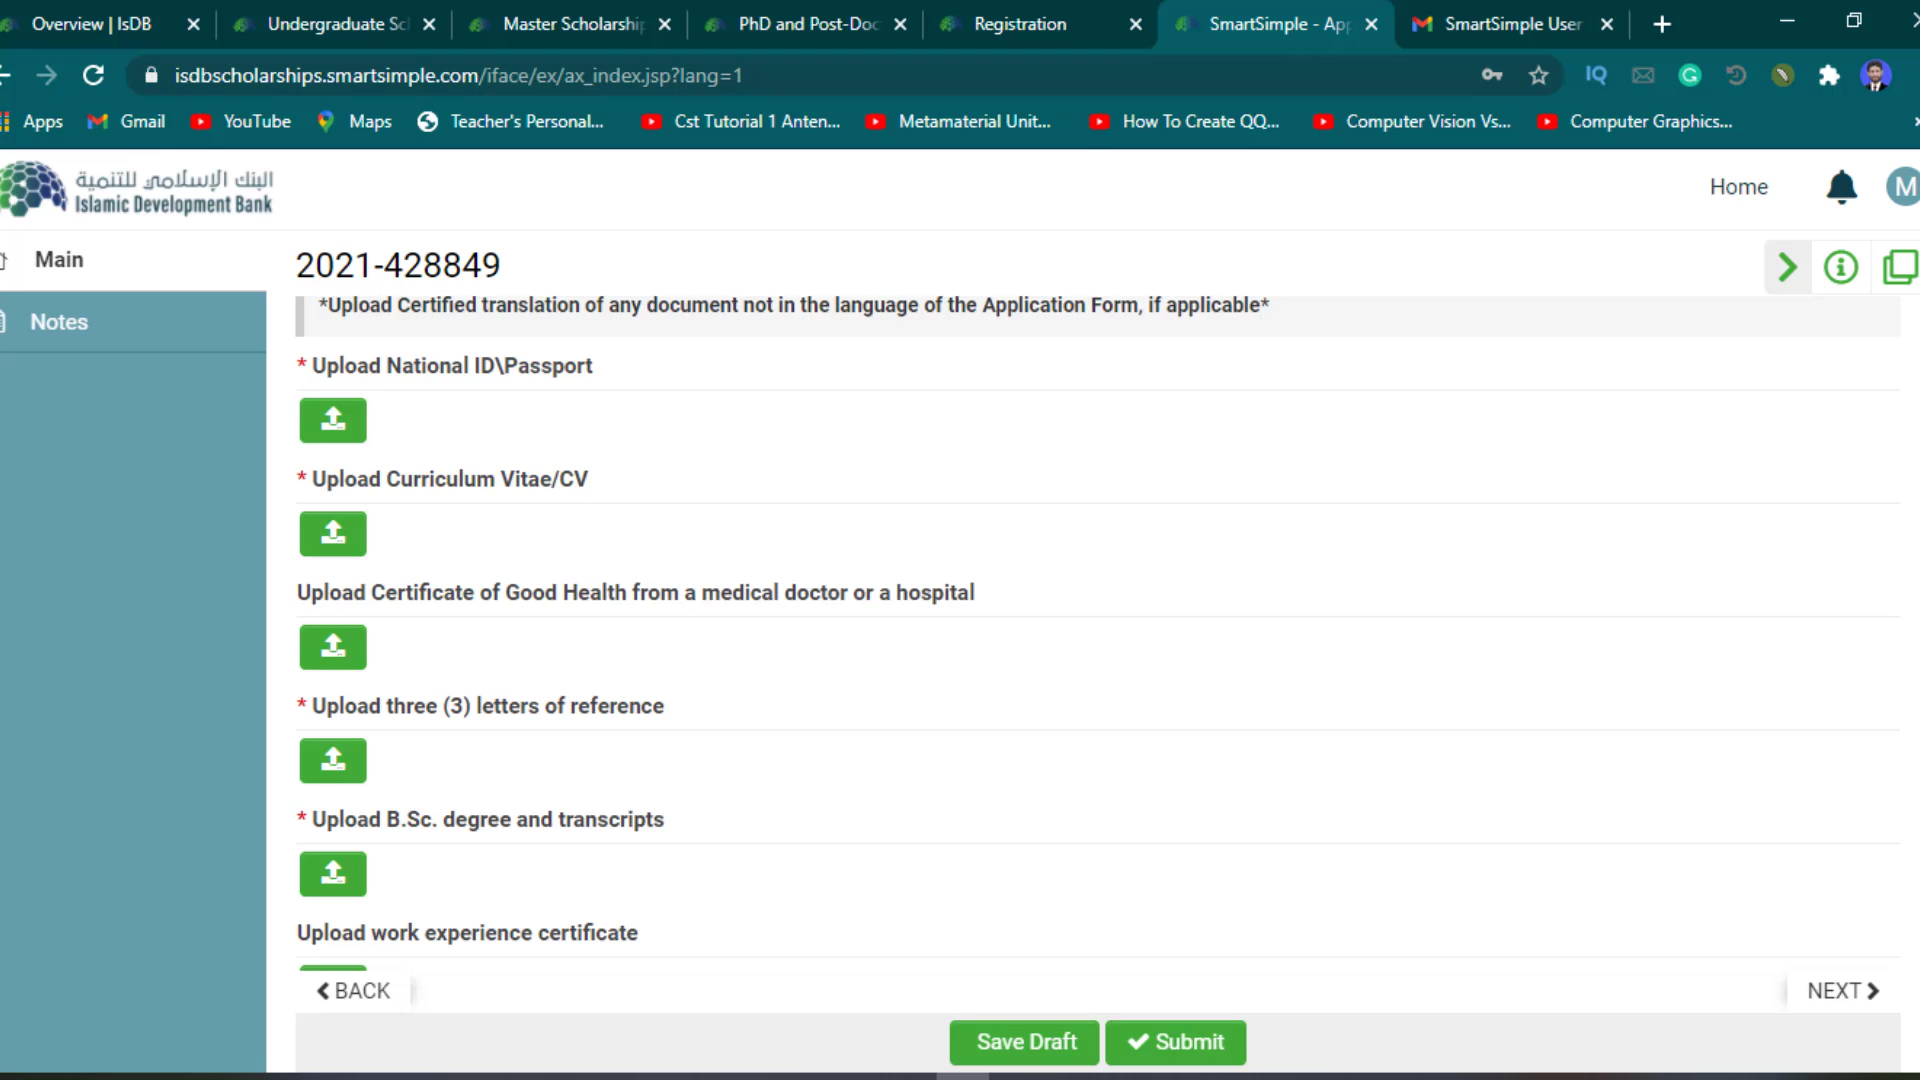 Overview | IsDB
Undergraduate Sc
Master Scholarshi
PhD and Post-Doc
Registration
SmartSimple - Ap
SmartSimple User
isdbscholarships.smartsimple.com/iface/ex/ax_index.jsp?lang=1
IQ
Apps
Gmail
YouTube
Maps
Teacher's Personal...
Cst Tutorial 1 Anten...
Metamaterial Unit...
How To Create QQ...
Computer Vision Vs...
Computer Graphics...
البنك الإسلامي للتنمية
Islamic Development Bank
Home
M
Main
Notes
2021-428849
*Upload Certified translation of any document not in the language of the Application Form, if applicable*
* Upload National ID\Passport
* Upload Curriculum Vitae/CV
Upload Certificate of Good Health from a medical doctor or a hospital
* Upload three (3) letters of reference
* Upload B.Sc. degree and transcripts
Upload work experience certificate
BACK
NEXT
Save Draft
Submit